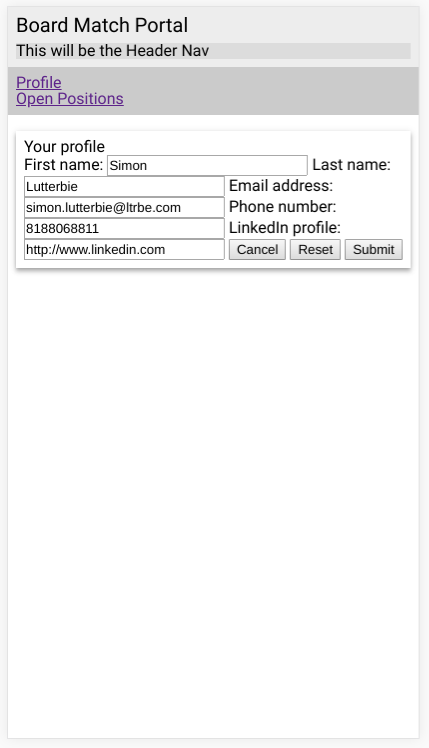 Board Match Portal
This will be the Header Nav
Profile
Open Positions
Your profile
First name: Simon Last name:
Lutterbie Email address:
simon.lutterbie@ltrbe.com Phone number:
8188068811 LinkedIn profile:
http://www.linkedin.com Cancel Reset Submit